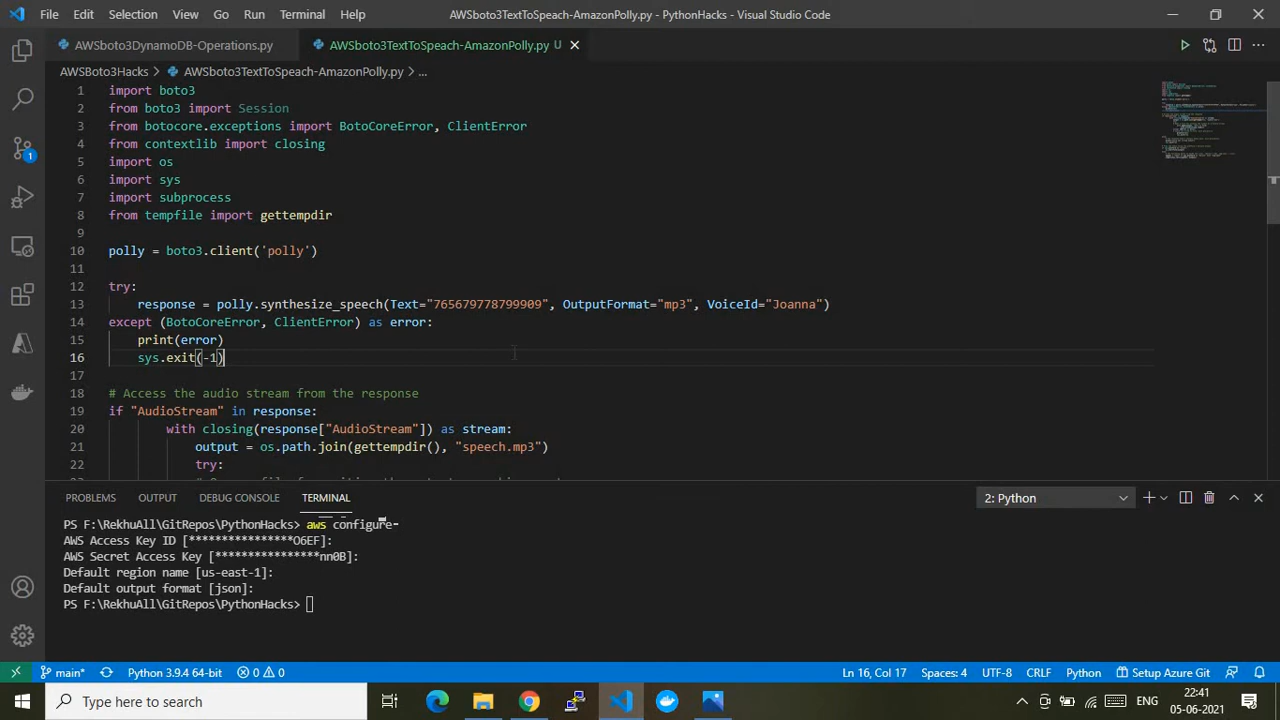 File Edit Selection View Go Run Terminal Help AWSboto3TextToSpeach-AmazonPolly.py - PythonHacks - Visual Studio Code
AWSboto3DynamoDB-Operations.py AWSboto3TextToSpeach-AmazonPolly.py U
AWSBoto3Hacks > AWSboto3TextToSpeach-AmazonPolly.py > ...
1 import boto3
2 from boto3 import Session
3 from botocore.exceptions import BotoCoreError, ClientError
4 from contextlib import closing
5 import os
6 import sys
7 import subprocess
8 from tempfile import gettempdir
9
10 polly = boto3.client('polly')
11
12 try:
13 response = polly.synthesize_speech(Text="765679778799909", OutputFormat="mp3", VoiceId="Joanna")
14 except (BotoCoreError, ClientError) as error:
15 print(error)
16 sys.exit(-1)
17
18 # Access the audio stream from the response
19 if "AudioStream" in response:
20 with closing(response["AudioStream"]) as stream:
21 output = os.path.join(gettempdir(), "speech.mp3")
22 try:
PROBLEMS OUTPUT DEBUG CONSOLE TERMINAL 2: Python
PS F:\RekhuAll\GitRepos\PythonHacks> aws configure
AWS Access Key ID [****************O6EF]:
AWS Secret Access Key [****************nn0B]:
Default region name [us-east-1]:
Default output format [json]:
PS F:\RekhuAll\GitRepos\PythonHacks>
main* Python 3.9.4 64-bit 0 0 Ln 16, Col 17 Spaces: 4 UTF-8 CRLF Python Setup Azure Git
Type here to search ENG 22:41
05-06-2021
1